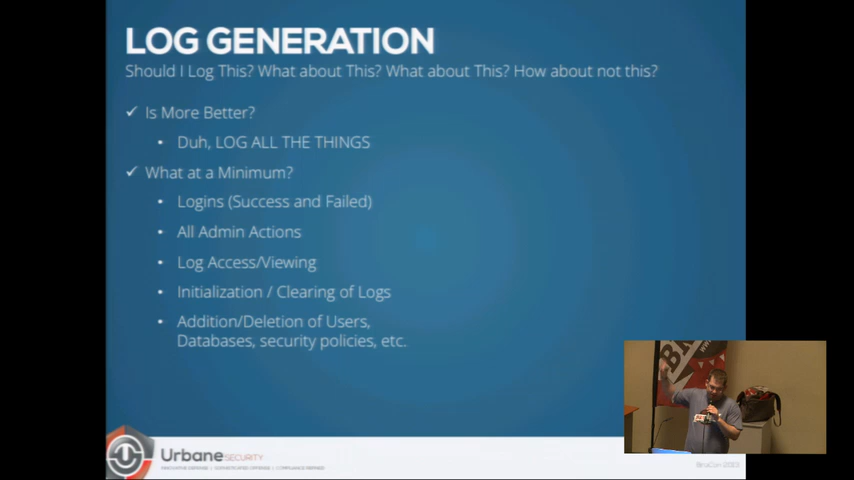 LOG GENERATION
Should I Log This? What about This? What about This? How about not this?
✓ Is More Better?
• Duh, LOG ALL THE THINGS
✓ What at a Minimum?
• Logins (Success and Failed)
• All Admin Actions
• Log Access/Viewing
• Initialization / Clearing of Logs
• Addition/Deletion of Users,
Databases, security policies, etc.
Urbane SECURITY